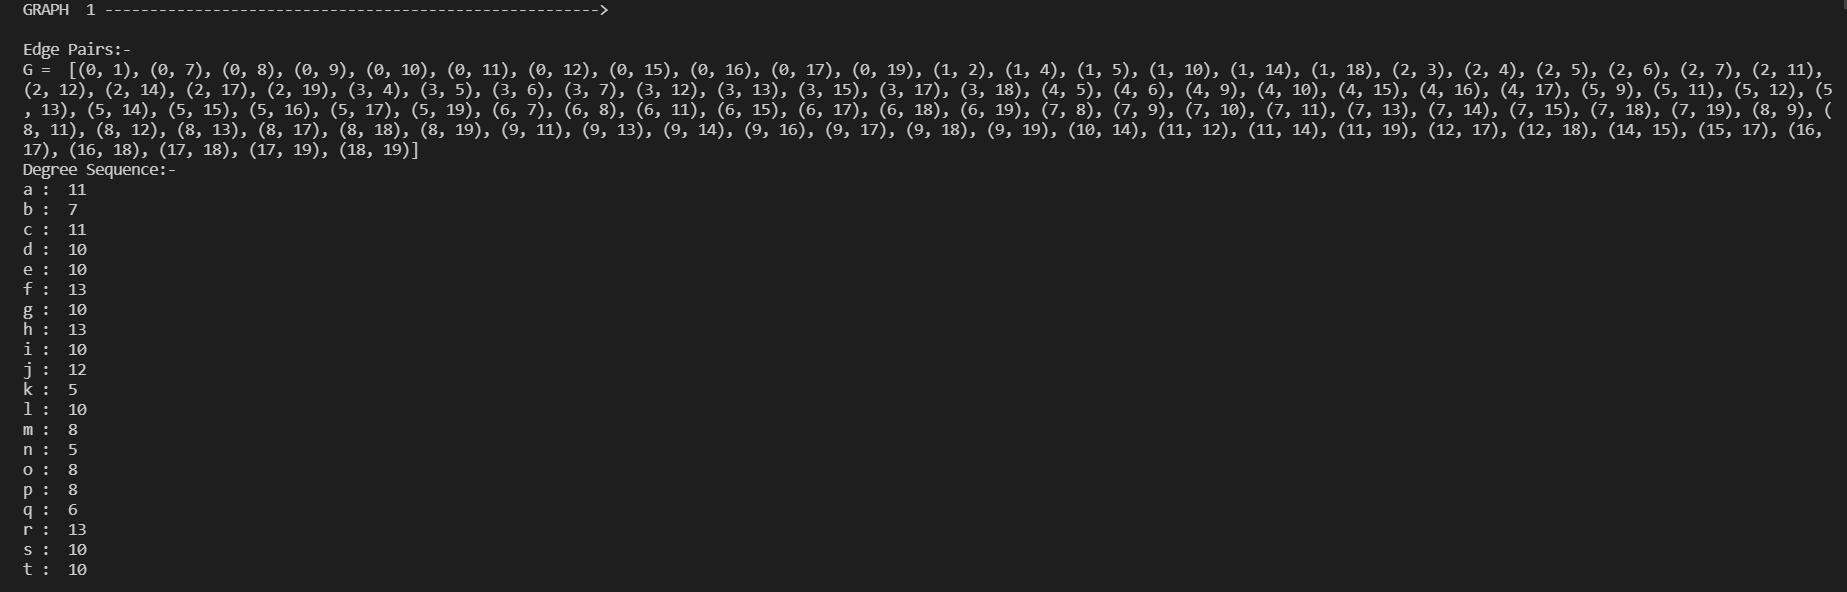 GRAPH  1 ------------------------------------------------------->
Edge Pairs:-
G =  [(0, 1), (0, 7), (0, 8), (0, 9), (0, 10), (0, 11), (0, 12), (0, 15), (0, 16), (0, 17), (0, 19), (1, 2), (1, 4), (1, 5), (1, 10), (1, 14), (1, 18), (2, 3), (2, 4), (2, 5), (2, 6), (2, 7), (2, 11),
(2, 12), (2, 14), (2, 17), (2, 19), (3, 4), (3, 5), (3, 6), (3, 7), (3, 12), (3, 13), (3, 15), (3, 17), (3, 18), (4, 5), (4, 6), (4, 9), (4, 10), (4, 15), (4, 16), (4, 17), (5, 9), (5, 11), (5, 12), (5
, 13), (5, 14), (5, 15), (5, 16), (5, 17), (5, 19), (6, 7), (6, 8), (6, 11), (6, 15), (6, 17), (6, 18), (6, 19), (7, 8), (7, 9), (7, 10), (7, 11), (7, 13), (7, 14), (7, 15), (7, 18), (7, 19), (8, 9), (
8, 11), (8, 12), (8, 13), (8, 17), (8, 18), (8, 19), (9, 11), (9, 13), (9, 14), (9, 16), (9, 17), (9, 18), (9, 19), (10, 14), (11, 12), (11, 14), (11, 19), (12, 17), (12, 18), (14, 15), (15, 17), (16,
17), (16, 18), (17, 18), (17, 19), (18, 19)]
Degree Sequence:-
a :  11
b :  7
c :  11
d :  10
e :  10
f :  13
g :  10
h :  13
i :  10
j :  12
k :  5
l :  10
m :  8
n :  5
o :  8
p :  8
q :  6
r :  13
s :  10
t :  10